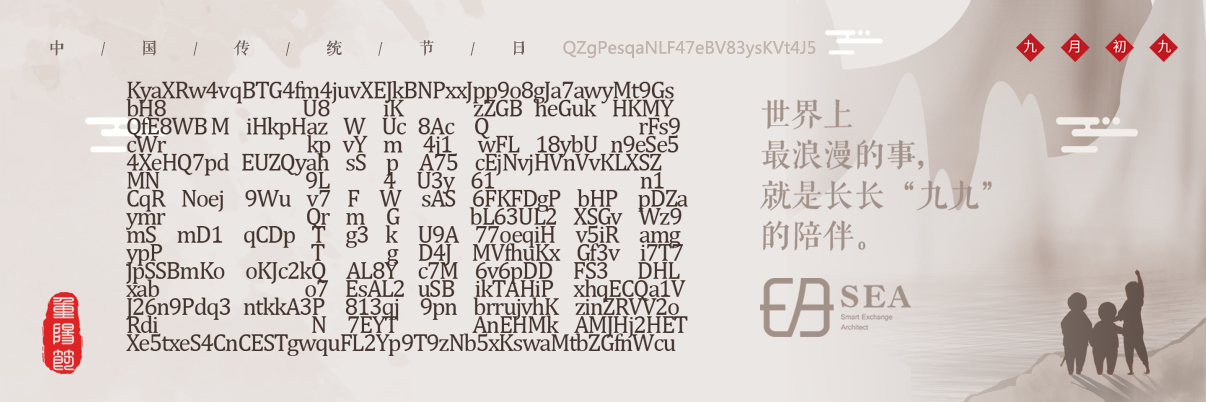 中 / 国 / 传 / 统 / 节 / 日 QZgPesqaNLF47eBV83ysKVt4J5
九 月 初 九
KyaXRw4vqBTG4fm4juvXEJkBNPxxJpp9o8gJa7awyMt9Gs
bH8 U8 iK zZGB heGuk HKMY
QfE8WB M iHkpHaz W Uc 8Ac Q rFs9
cWr kp vY m 4j1 wFL 18ybU n9eSe5
4XeHQ7pd EUZQyah sS p A75 cEjNvjHVnVvKLXSZ
MN 9L 4 U3v 61 n1
CqR Noej 9Wu v7 F W sAS 6FKFDgP bHP pDZa
ymr Qr m G bL63UL2 XSGv Wz9
mS mD1 qCDp T g3 k U9A 77oeqiH v5iR amg
ypP T g D4J MVfhuKx Gf3v i7T7
JpSSBmKo oKJc2kQ AL8Y c7M 6v6pDD FS3 DHL
xab o7 EsAL2 uSB ikTAHiP xhqECQa1V
J26n9Pdq3 ntkkA3P 813qj 9pn brrujvhK zinZRVV2o
Rdi N 7EYT AnEHMk AMJHj2HET
Xe5txeS4CnCESTgwquFL2Yp9T9zNb5xKswaMtbZGfnWcu
世界上
最浪漫的事，
就是长长“九九”
的陪伴。
SEA
Smart Exchange
Architect
重陽節